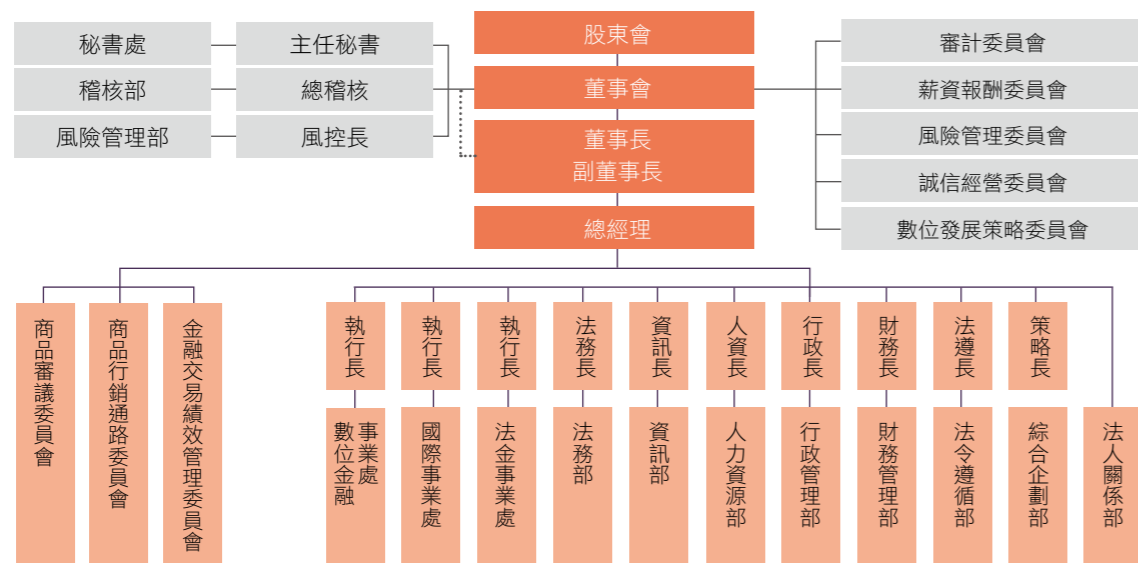 秘書處
主任秘書
股東會
審計委員會
稽核部
總稽核
董事會
薪資報酬委員會
風險管理部
風控長
董事長
副董事長
風險管理委員會
誠信經營委員會
總經理
數位發展策略委員會
商品審議委員會
商品行銷通路委員會
金融交易績效管理委員會
執行長
執行長
執行長
法務長
資訊長
人資長
行政長
財務長
法遵長
策略長
數位金融
事業處
國際事業處
法金事業處
法務部
資訊部
人力資源部
行政管理部
財務管理部
法令遵循部
綜合企劃部
法人關係部